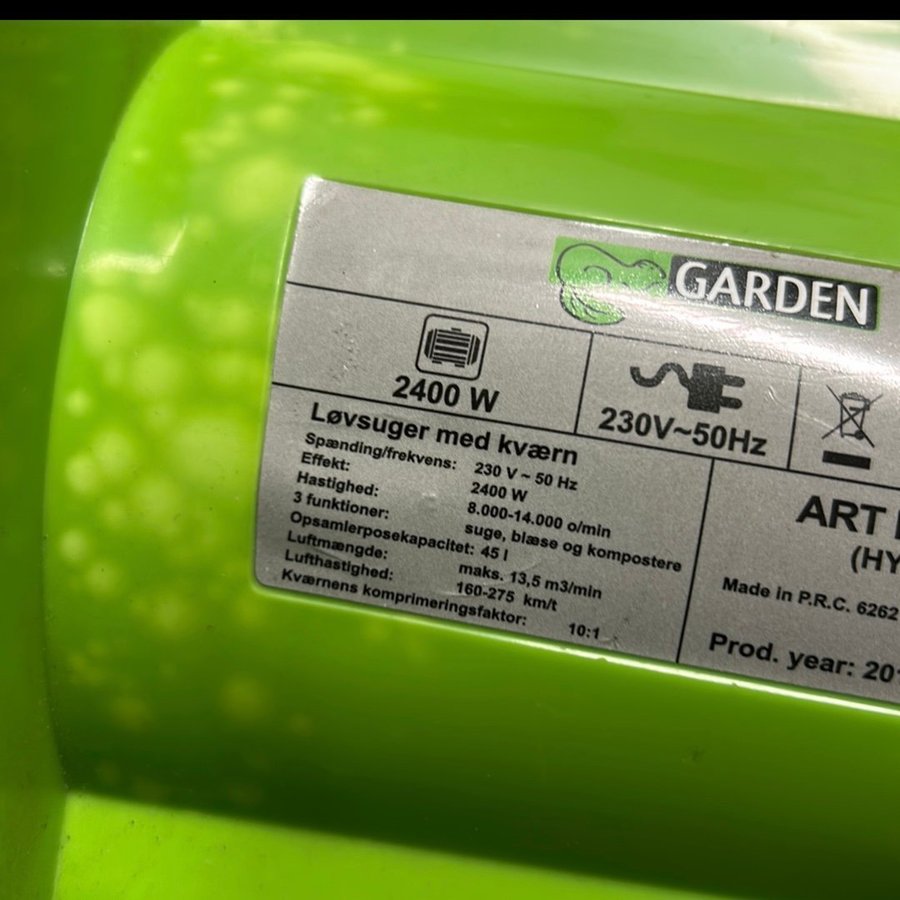 GARDEN
2400 W
230V~50Hz
Løvsuger med kværn
Spænding/frekvens: 230 V ~ 50 Hz
Effekt: 2400 W
Hastighed: 8.000-14.000 o/min
3 funktioner: suge, blæse og kompostere
Opsamlerposekapacitet: 45 l
Luftmængde: maks. 13,5 m3/min
Lufthastighed: 160-275 km/t
Kværnens komprimeringsfaktor: 10:1
ART
(HY
Made in P.R.C. 6262
Prod. year: 20